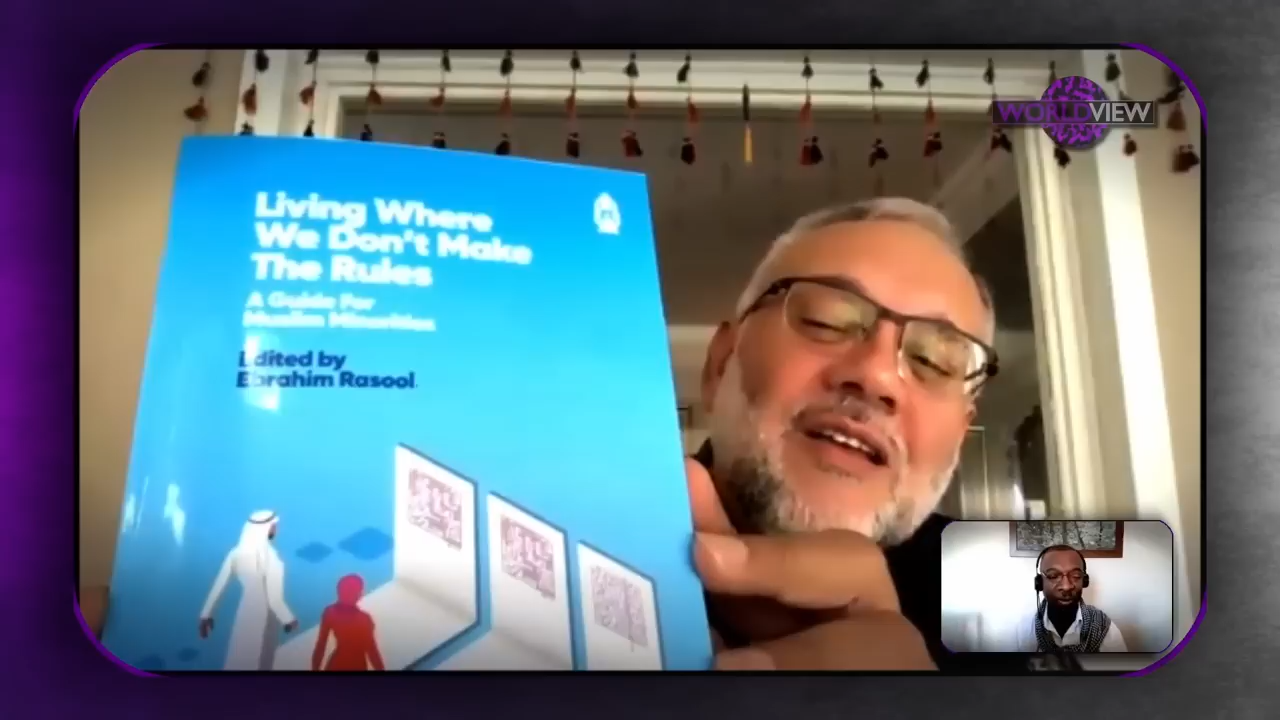 WORLDVIEW
Living Where
We Don't Make
The Rules
A Guide For
Muslim Minorities
Edited by
Ebrahim Rasool.